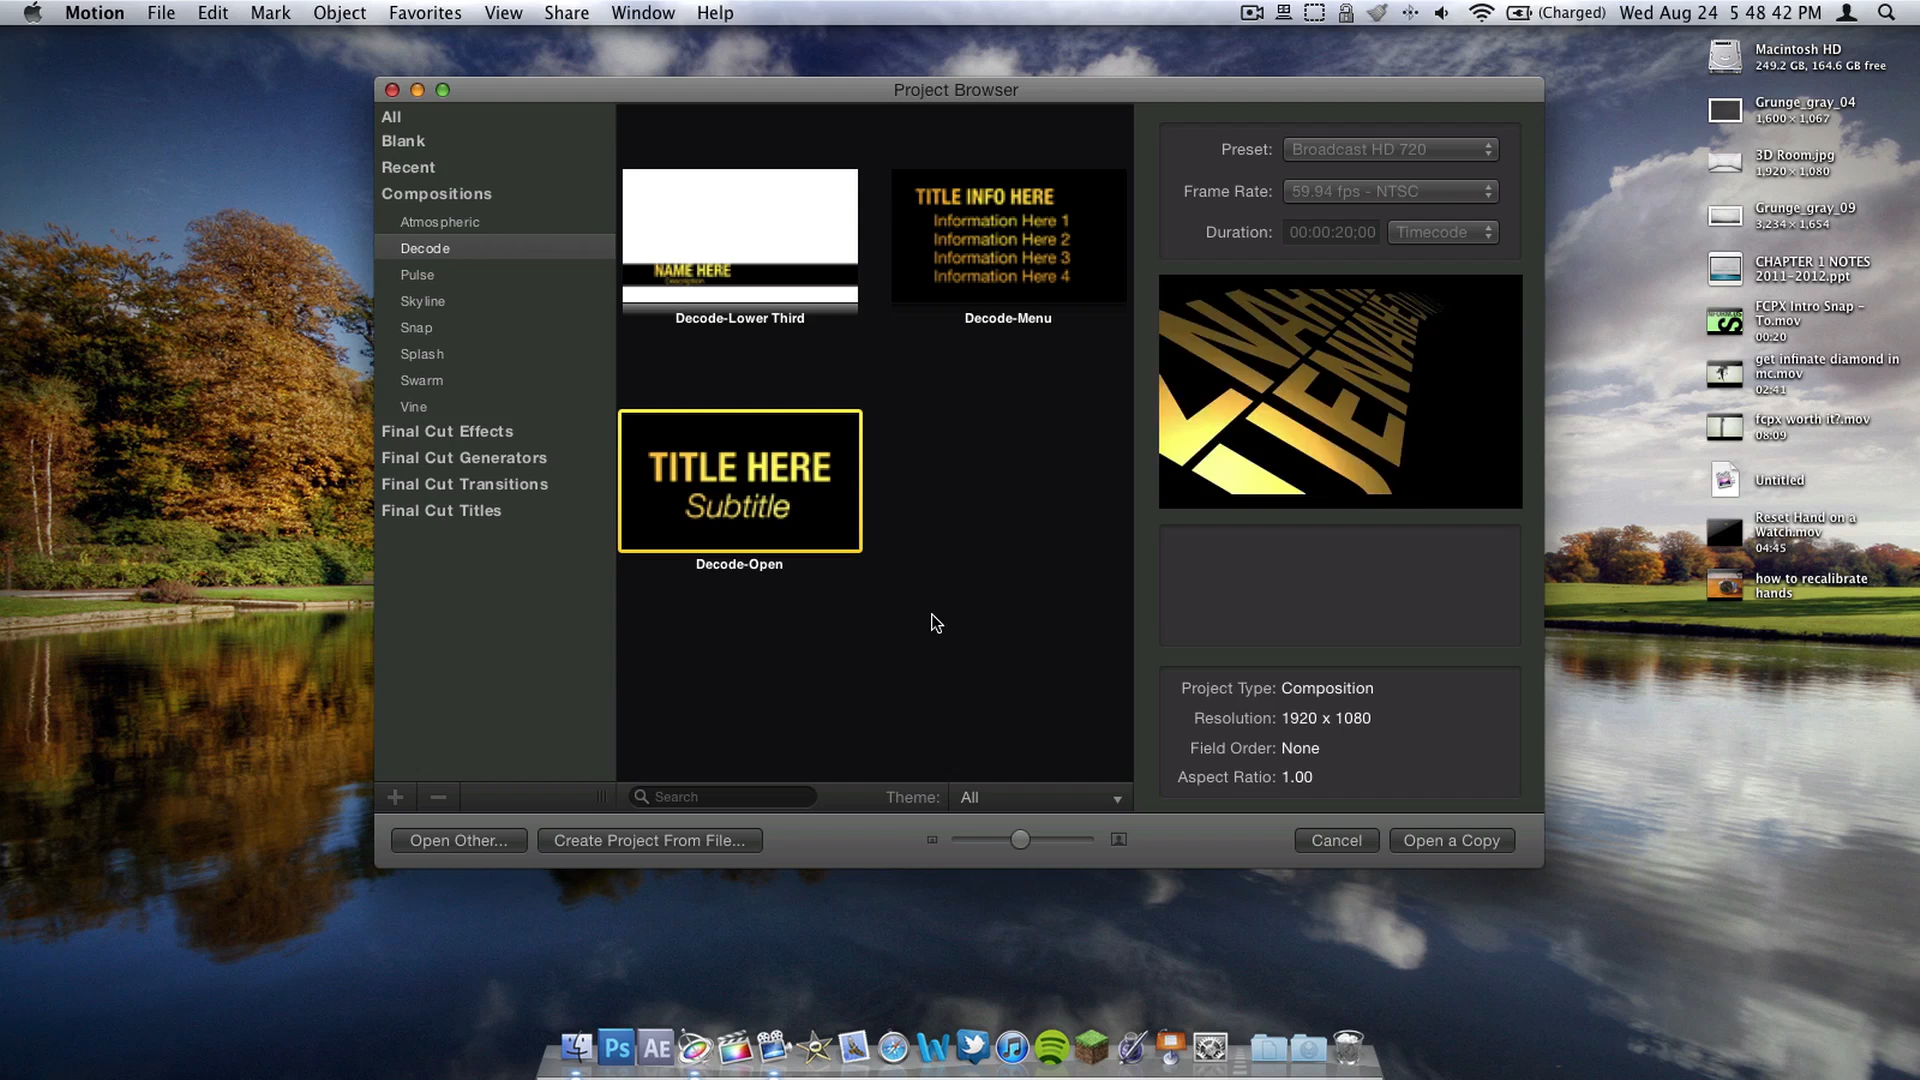 Motion File Edit Mark Object Favorites View Share Window Help
(Charged) Wed Aug 24 5 48 42 PM
Project Browser
All
Blank
Recent
Compositions
Atmospheric
Decode
Pulse
Skyline
Snap
Splash
Swarm
Vine
Final Cut Effects
Final Cut Generators
Final Cut Transitions
Final Cut Titles
NAME HERE
Description
Decode-Lower Third
TITLE INFO HERE
Information Here 1
Information Here 2
Information Here 3
Information Here 4
Decode-Menu
TITLE HERE
Subtitle
Decode-Open
Search
Theme: All
Preset: Broadcast HD 720
Frame Rate: 59.94 fps - NTSC
Duration: 00:00:20;00 Timecode
Project Type: Composition
Resolution: 1920 x 1080
Field Order: None
Aspect Ratio: 1.00
Open Other...
Create Project From File...
Cancel
Open a Copy
Macintosh HD
249.2 GB, 164.6 GB free
Grunge_gray_04
1,600 × 1,067
3D Room.jpg
1,920 × 1,080
Grunge_gray_09
3,234 × 1,654
CHAPTER 1 NOTES
2011-2012.ppt
FCPX Intro Snap -
To.mov
00:20
get infinate diamond in
mc.mov
02:41
fcpx worth it?.mov
08:09
Untitled
Reset Hand on a
Watch.mov
04:45
how to recalibrate
hands
Ps
AE